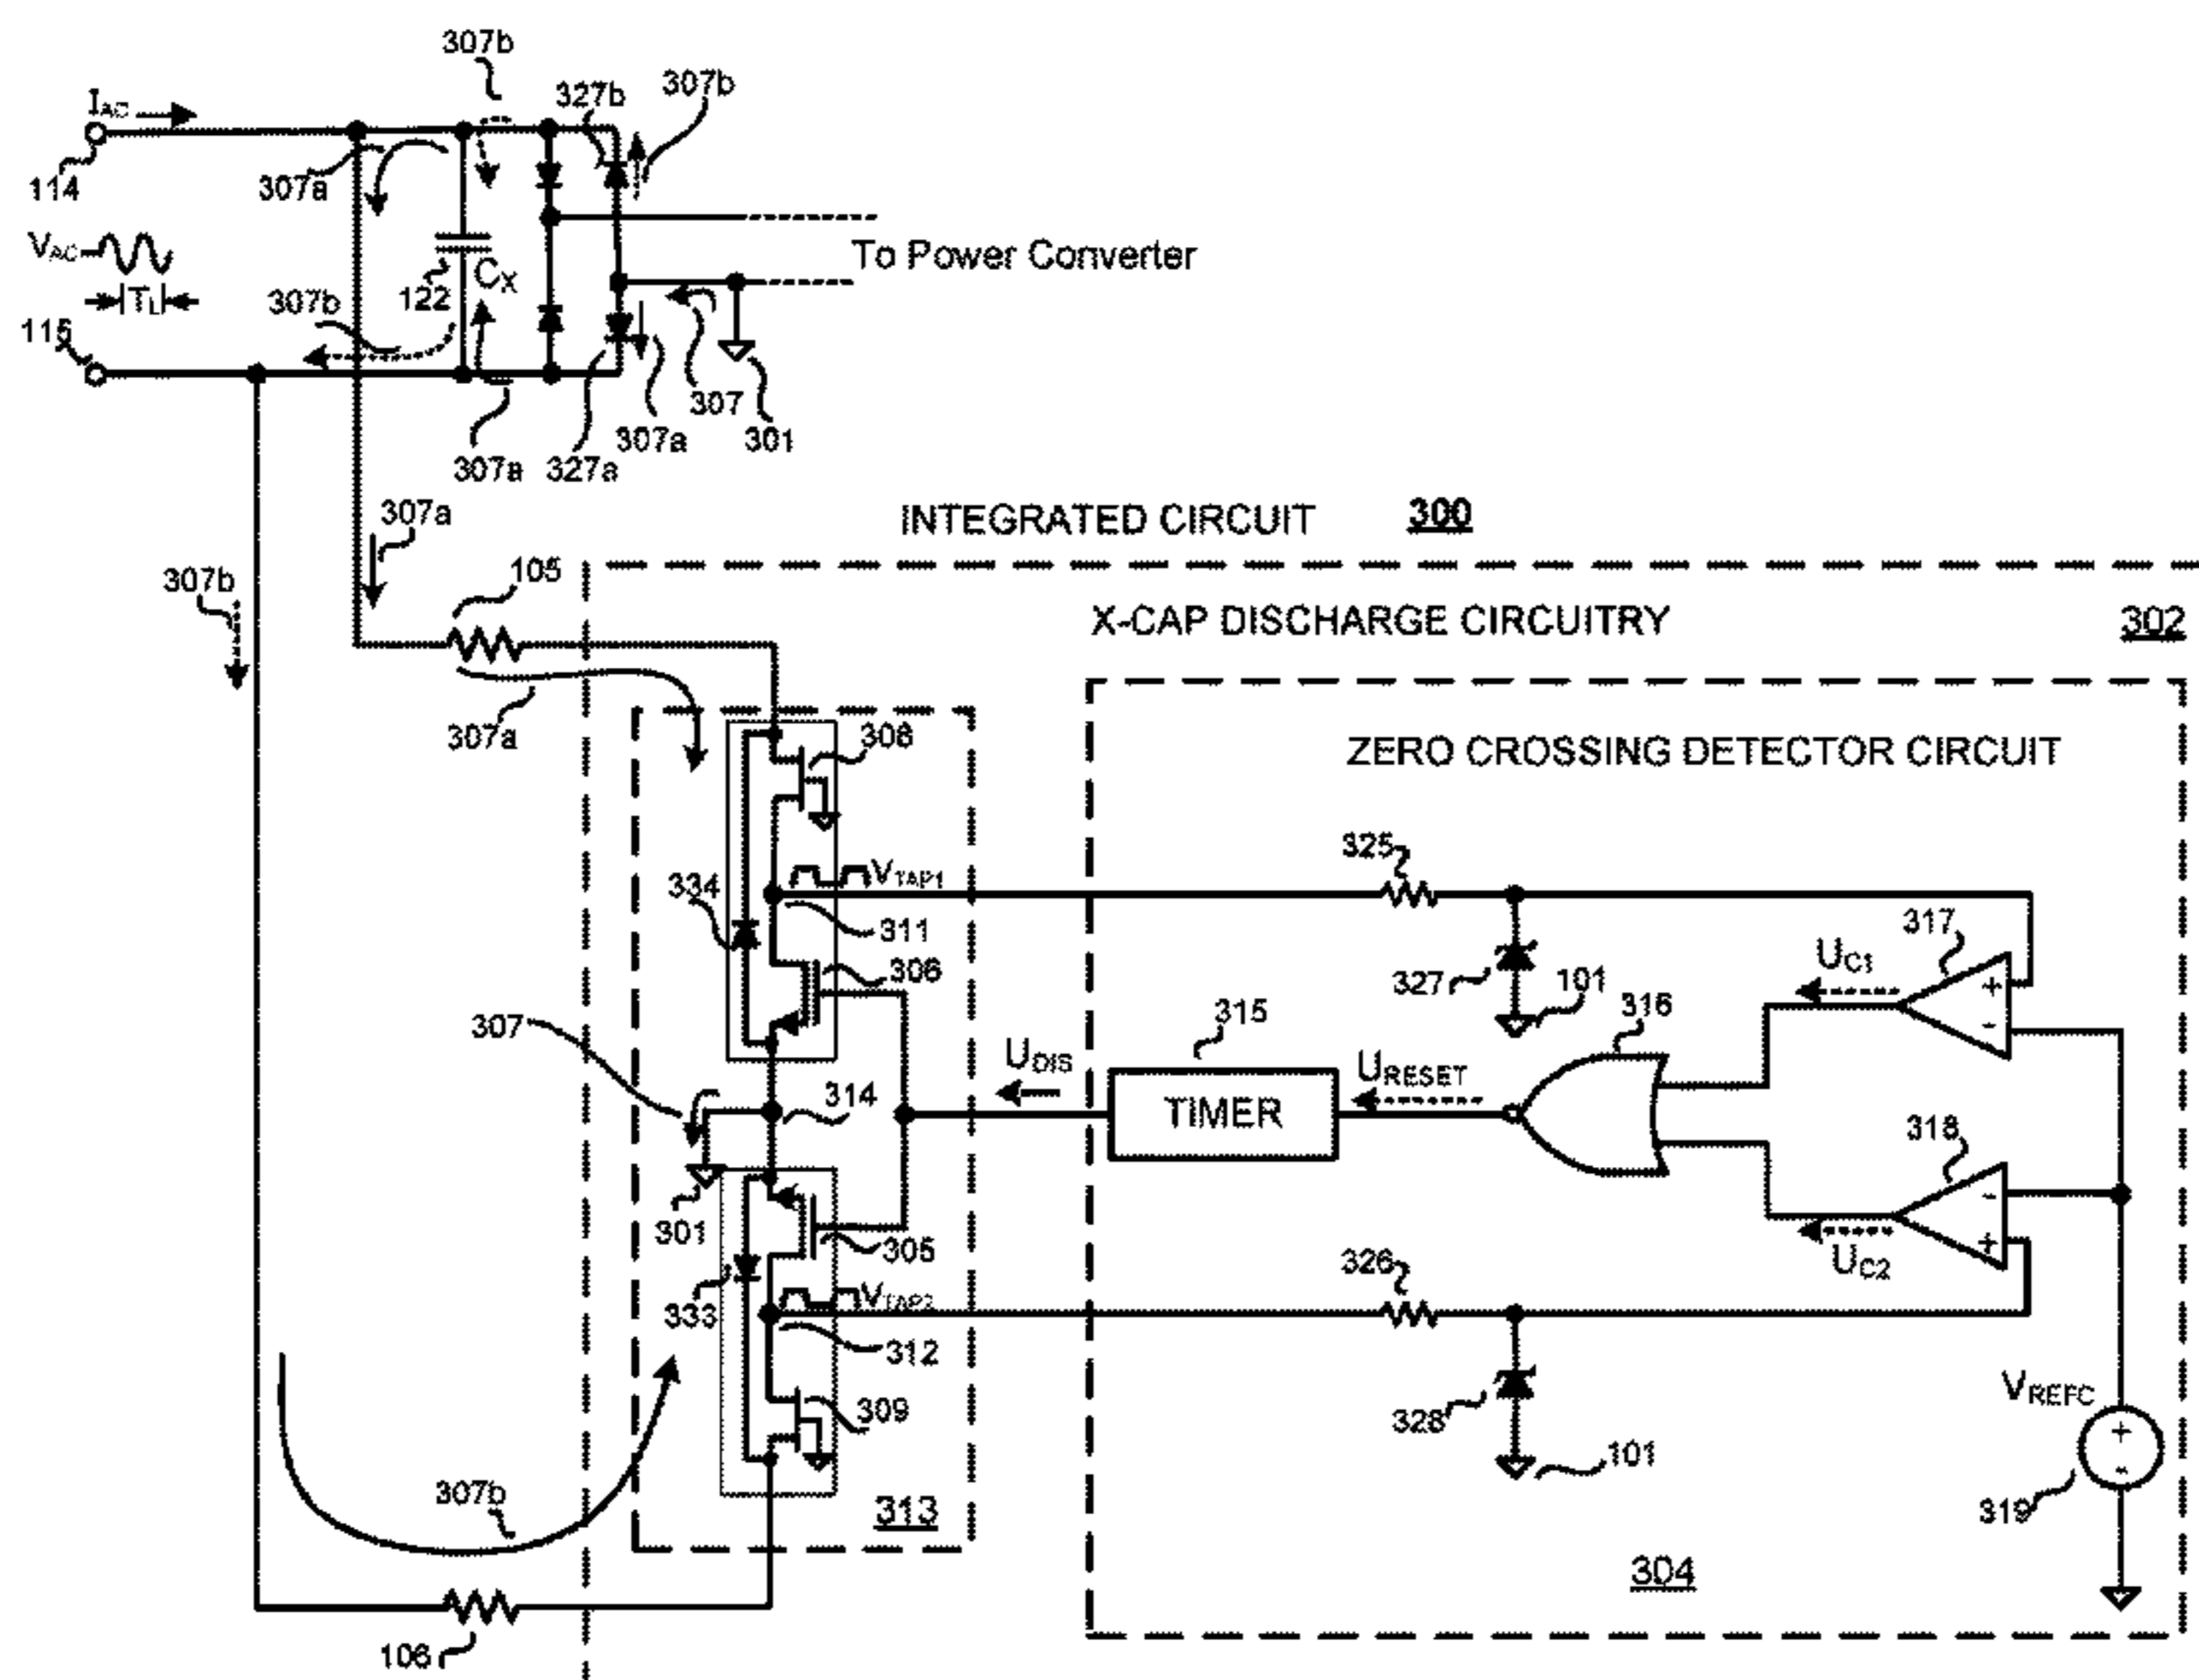 307b
IAC
327b
307b
307a
114
VAC
To Power Converter
CX
122
TL
307b
115
307
307a
301
307a
327a
307a
INTEGRATED CIRCUIT 300
307b
105
X-CAP DISCHARGE CIRCUITRY 302
307a
308
ZERO CROSSING DETECTOR CIRCUIT
325
334
VTAP1
311
317
UC1
306
327
101
316
315
307
UDIS
URESET
314
TIMER
318
301
305
326
UC2
333
VTAP2
312
309
328
VREFC
101
307b
313
319
304
106
+
-
-
+
+
-